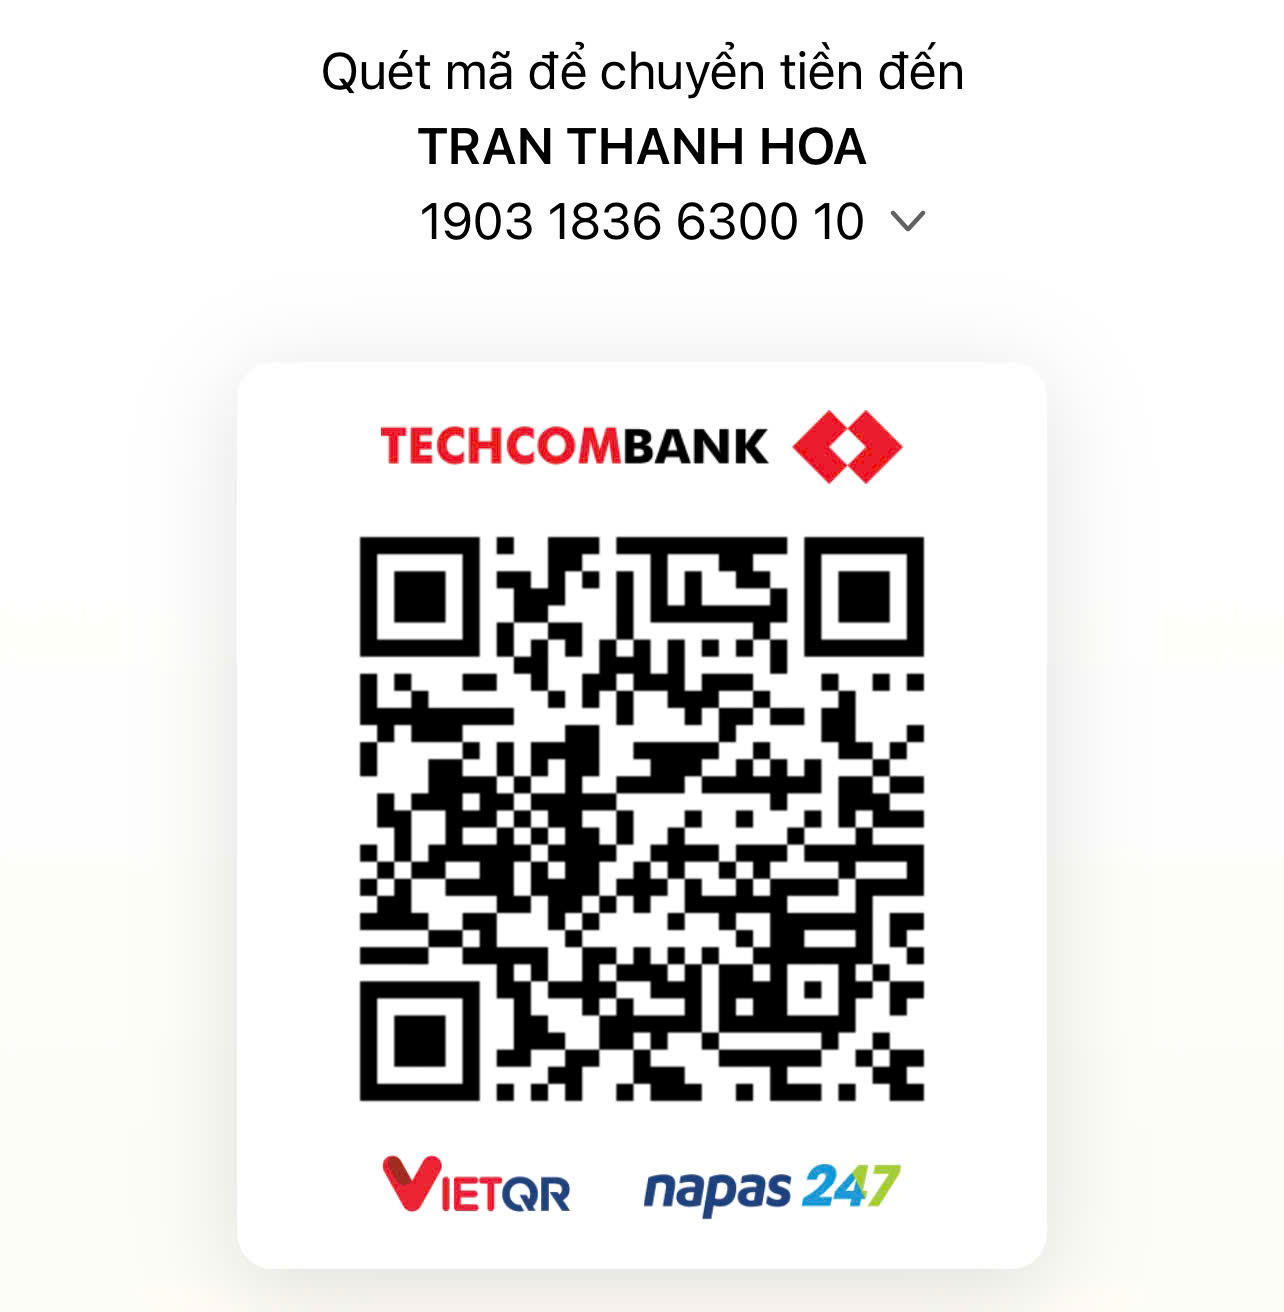 Quét mã để chuyển tiền đến
TRAN THANH HOA
1903 1836 6300 10
TECHCOMBANK
VIETQR
napas 247